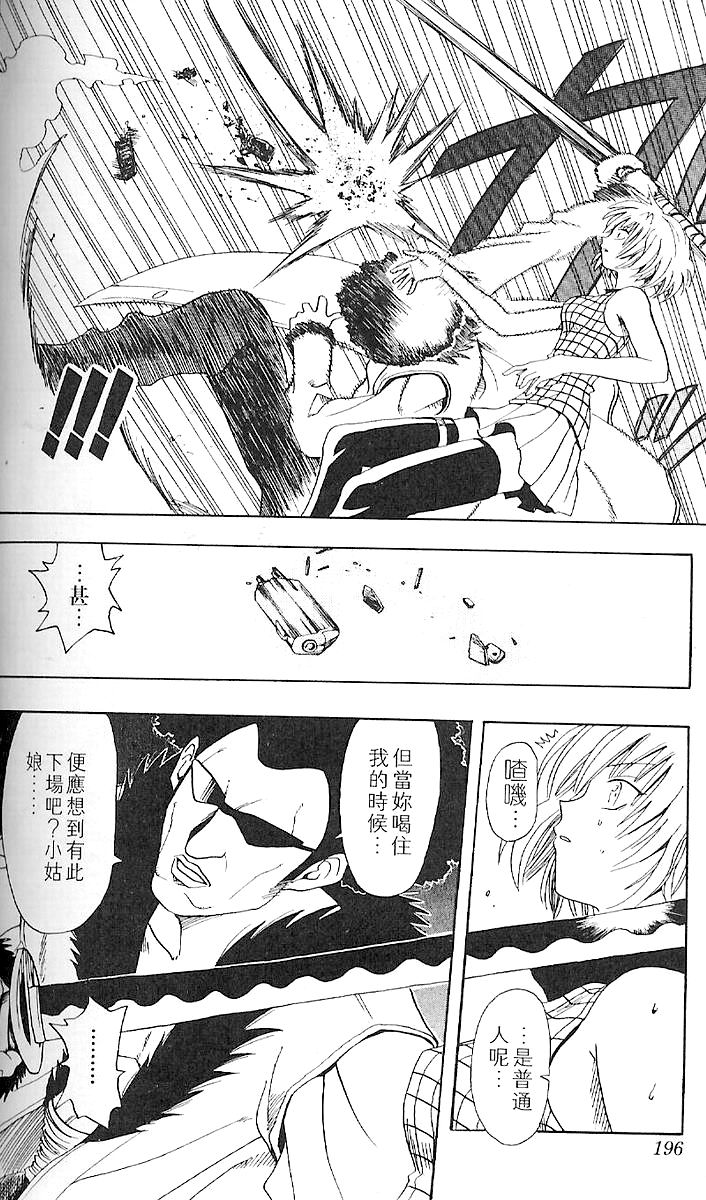 !!!
…甚…
喳嘰…
…是普通
人呢…
但當妳喝住
我的時候…
便應想到有此
下場吧？小姑
娘……
………
196